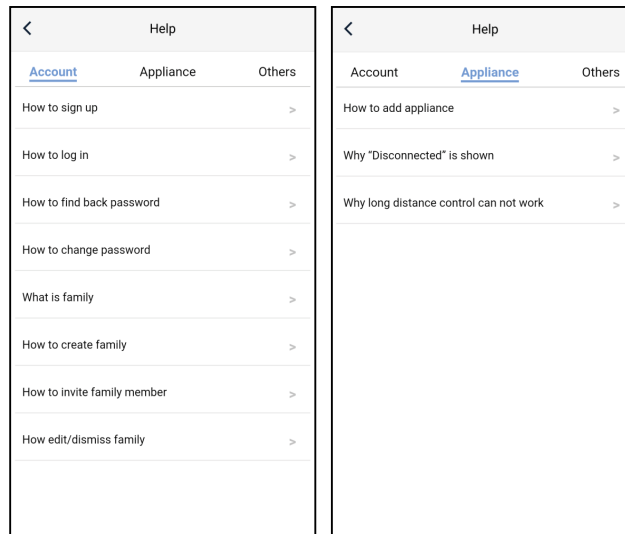 Help
Account Appliance Others
How to sign up >
How to log in >
How to find back password >
How to change password >
What is family >
How to create family >
How to invite family member >
How edit/dismiss family >
Help
Account Appliance Others
How to add appliance >
Why “Disconnected” is shown >
Why long distance control can not work >